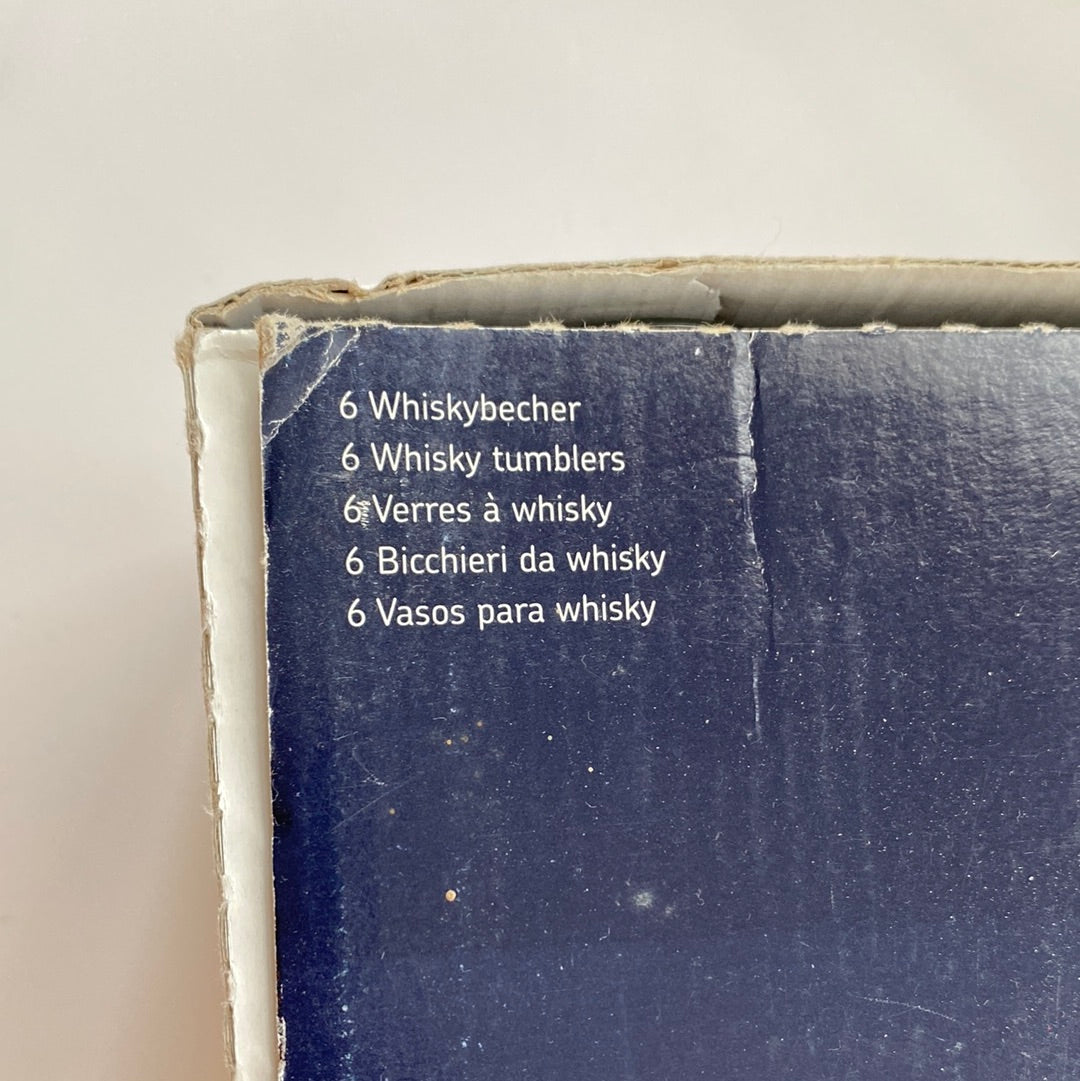 6 Whiskybecher
6 Whisky tumblers
6 Verres à whisky
6 Bicchieri da whisky
6 Vasos para whisky